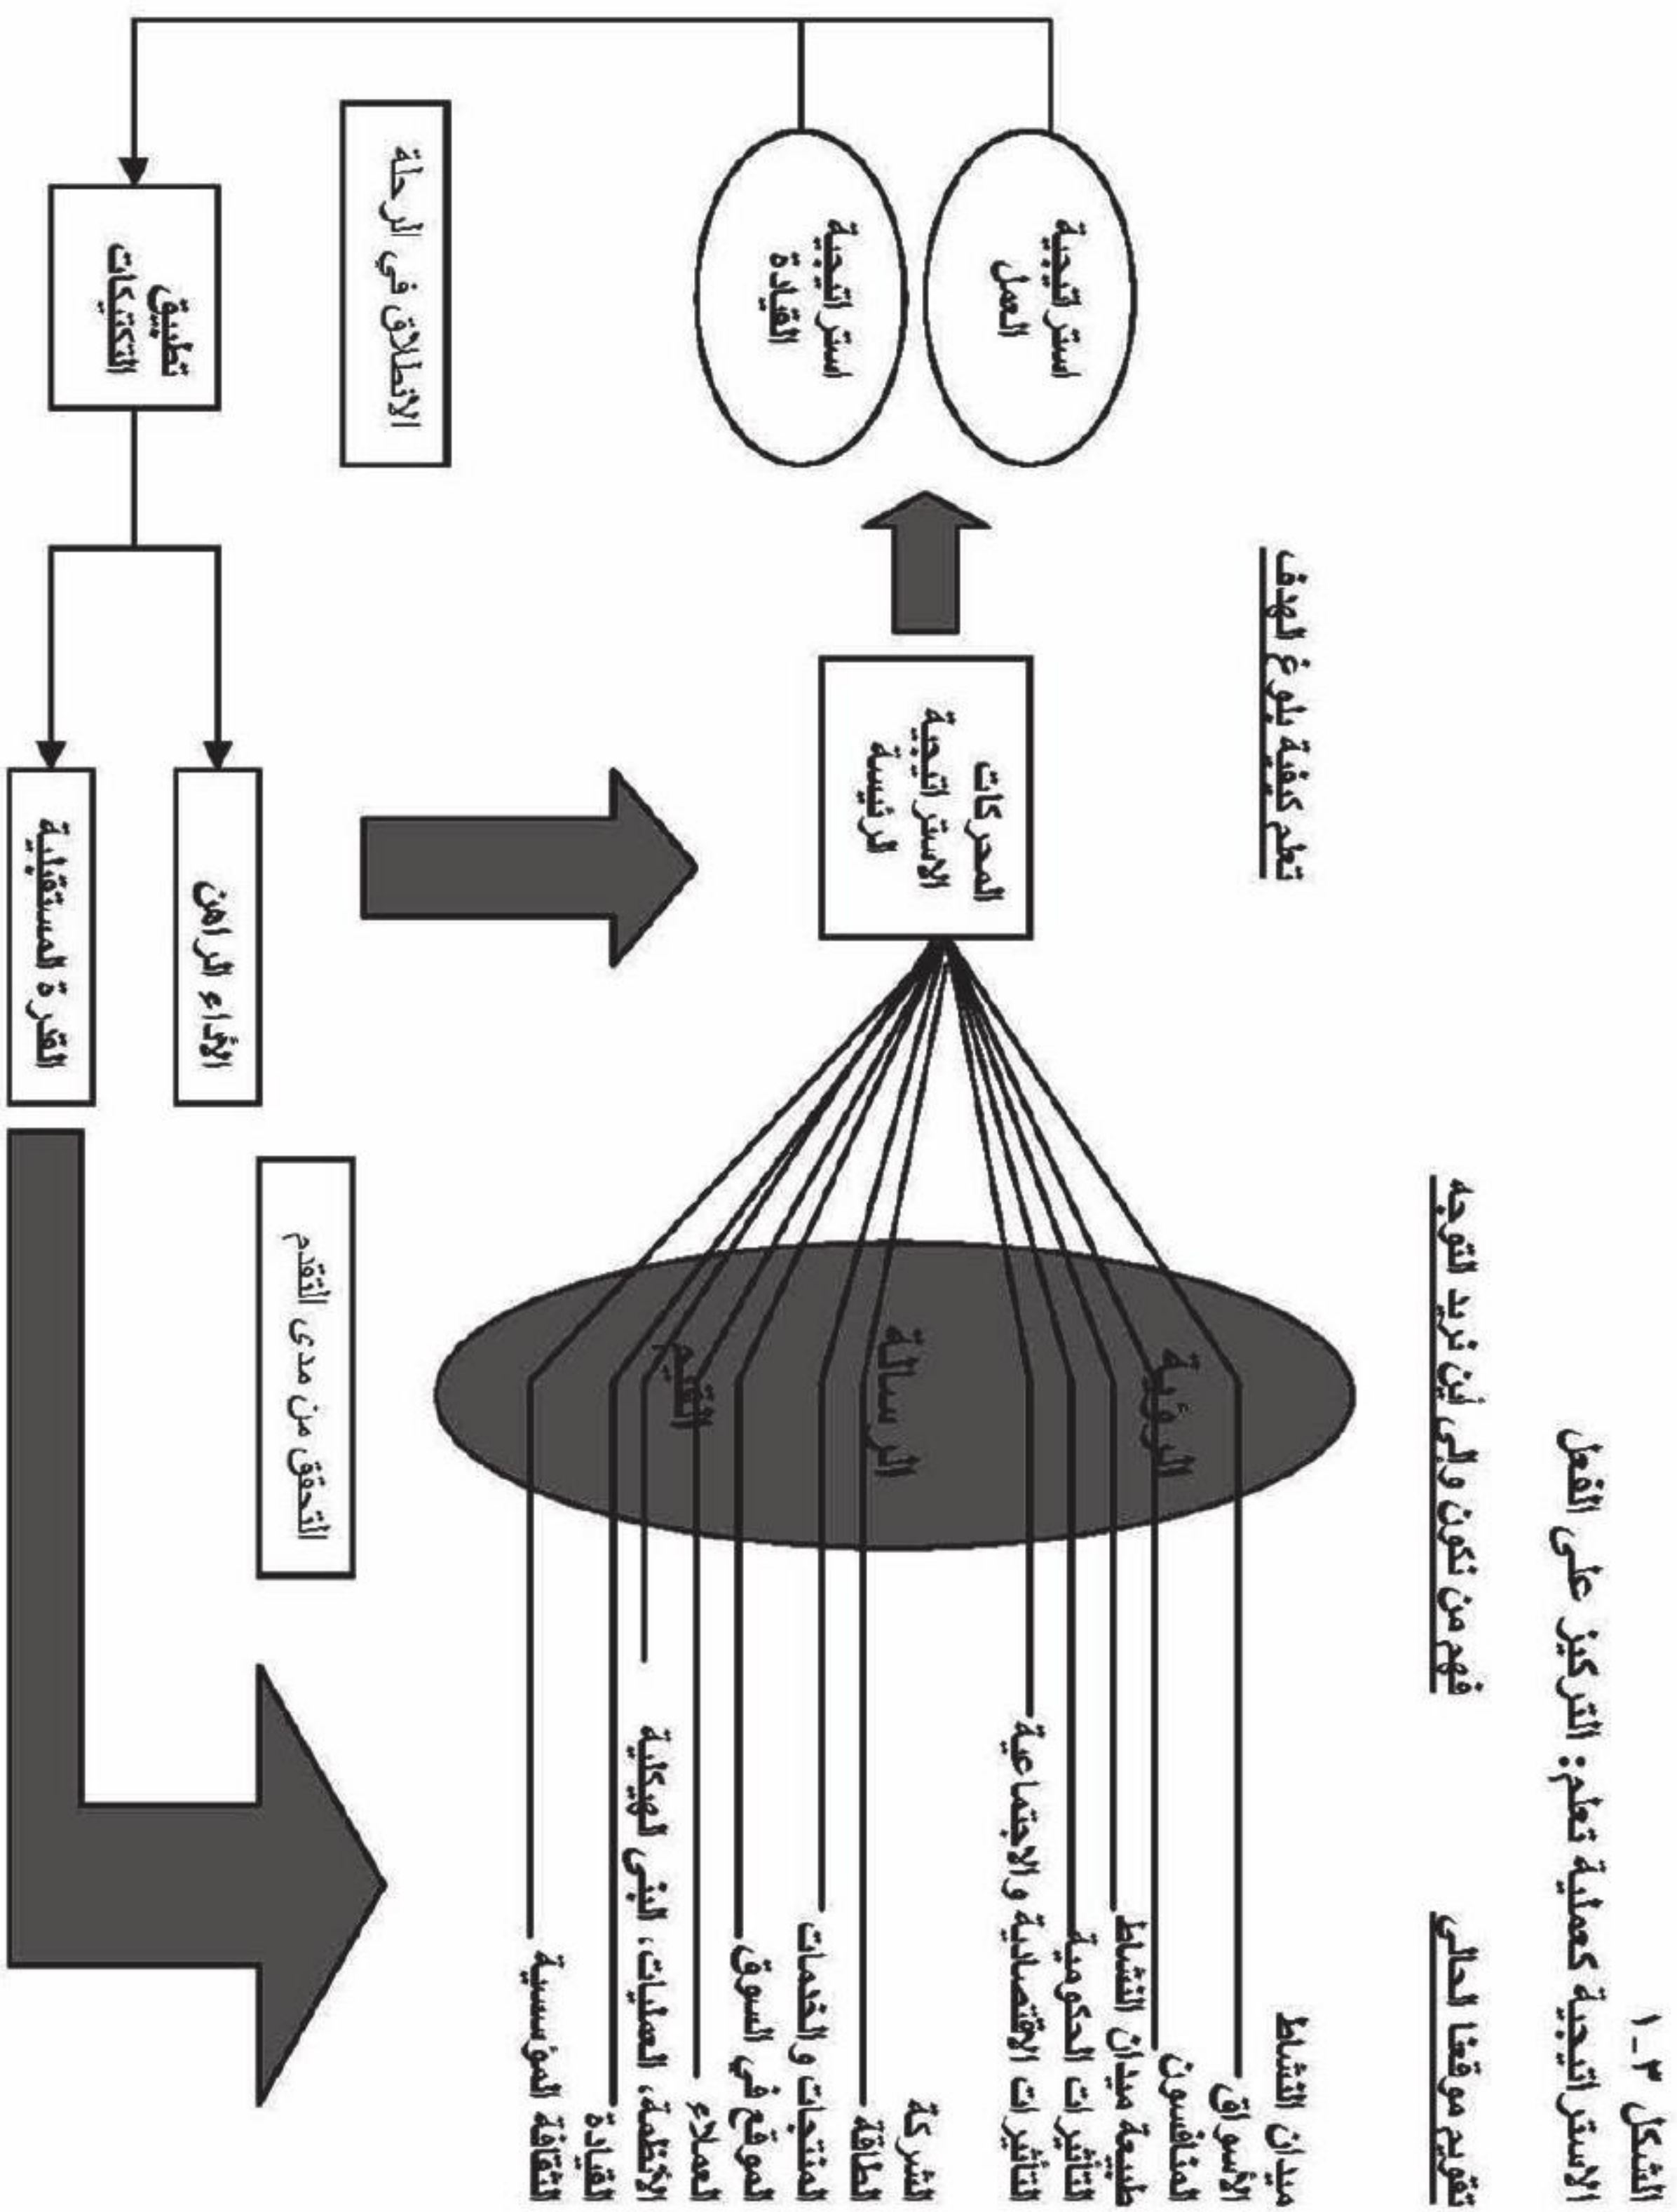 الشكل ٣-١
الاستراتيجية كعملية تعلم: التركيز على الفعل
تقويم موقعنا الحالي
فهم من نكون وإلى أين نريد التوجه
تعلم كيفية بلوغ الهدف
ميدان النشاط
الأسواق
المنافسون
طبيعة ميدان النشاط
التأثيرات الحكومية
التأثيرات الاقتصادية والاجتماعية
الشركة
الطاقة
المنتجات والخدمات
الموقع في السوق
العملاء
الأنظمة، العمليات، البنى الهيكلية
القيادة
الثقافة المؤسسية
الرؤية
الرسالة
القيم
المحركات
الاستراتيجية
الرئيسة
استراتيجية
العمل
استراتيجية
القيادة
التحقق من مدى التقدم
الانطلاق في الرحلة
الأداء الراهن
القدرة المستقبلية
تطبيق
التكتيكات